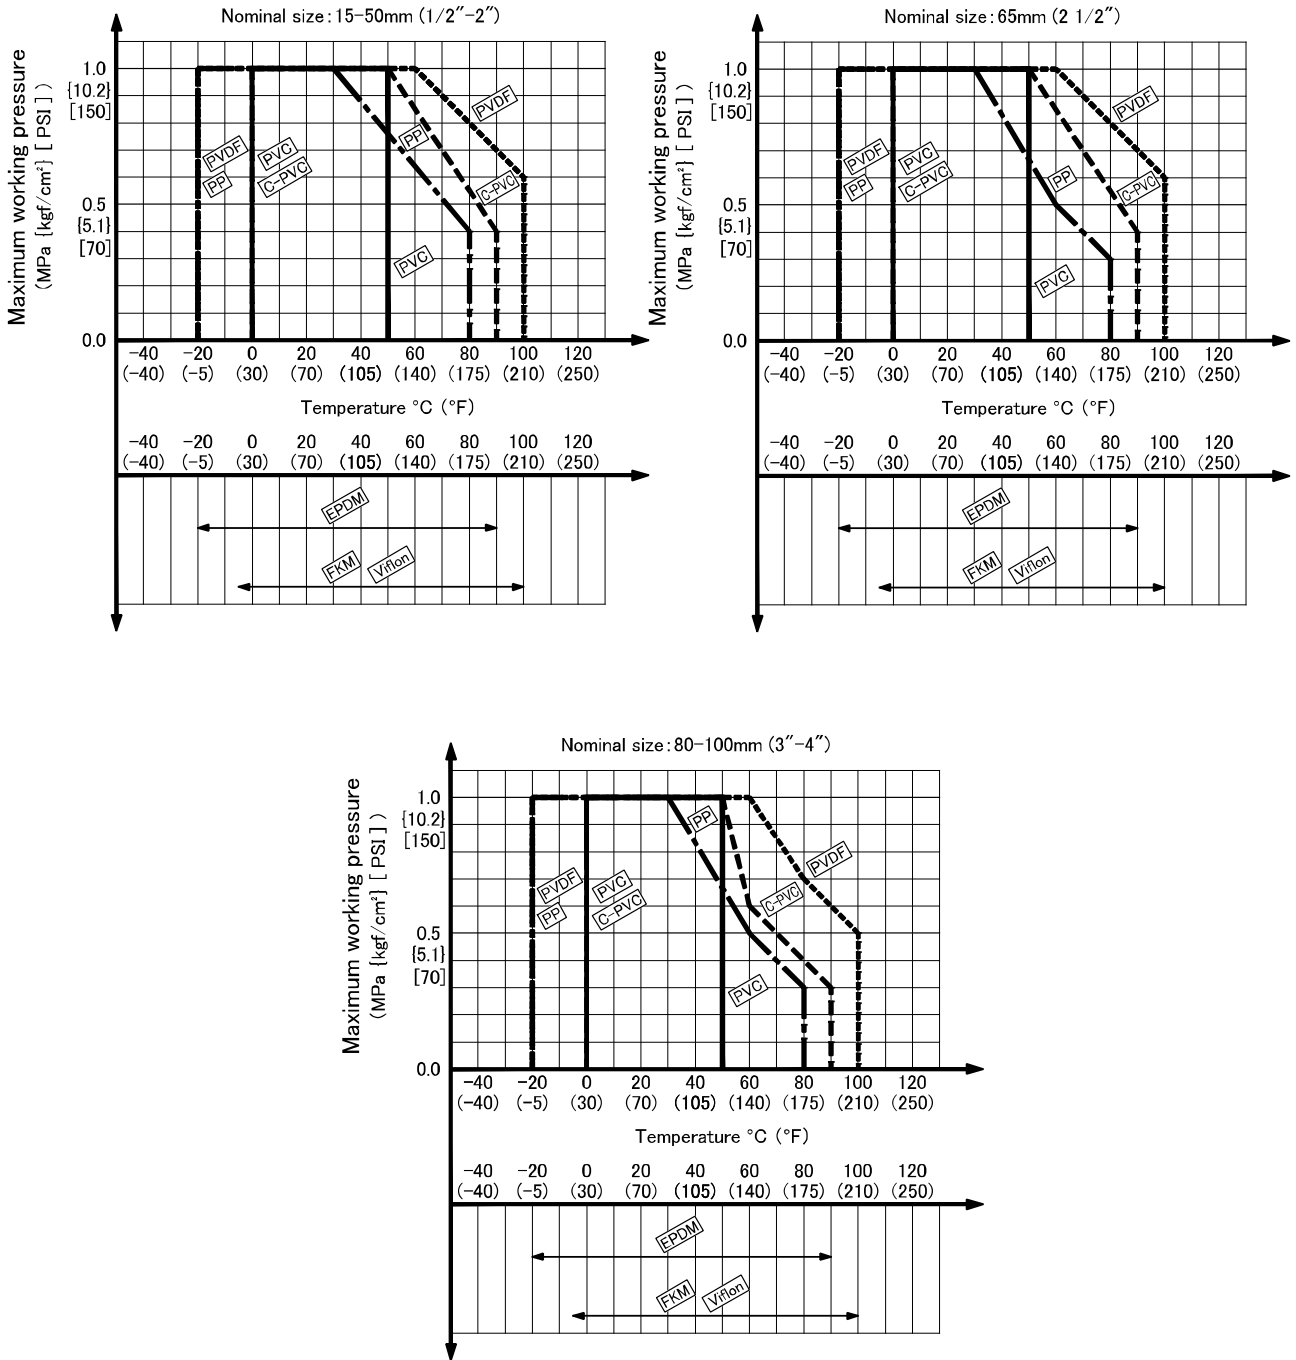 Nominal size:15-50mm (1/2"-2")
Maximum working pressure
(MPa {kgf/cm²} [ PSI ] )
1.0
{10.2}
[150]
0.5
{5.1}
[70]
0.0
PVDF
PP
PVC
C-PVC
PP
PVDF
C-PVC
PVC
-40 -20 0 20 40 60 80 100 120
(-40) (-5) (30) (70) (105) (140) (175) (210) (250)
Temperature °C (°F)
-40 -20 0 20 40 60 80 100 120
(-40) (-5) (30) (70) (105) (140) (175) (210) (250)
EPDM
FKM Viflon
Nominal size:65mm (2 1/2")
Maximum working pressure
(MPa {kgf/cm²} [ PSI ] )
1.0
{10.2}
[150]
0.5
{5.1}
[70]
0.0
PVDF
PP
PVC
C-PVC
PVDF
PP
C-PVC
PVC
-40 -20 0 20 40 60 80 100 120
(-40) (-5) (30) (70) (105) (140) (175) (210) (250)
Temperature °C (°F)
-40 -20 0 20 40 60 80 100 120
(-40) (-5) (30) (70) (105) (140) (175) (210) (250)
EPDM
FKM Viflon
Nominal size:80-100mm (3"-4")
Maximum working pressure
(MPa {kgf/cm²} [ PSI ] )
1.0
{10.2}
[150]
0.5
{5.1}
[70]
0.0
PVDF
PP
PVC
C-PVC
PP
PVDF
C-PVC
PVC
-40 -20 0 20 40 60 80 100 120
(-40) (-5) (30) (70) (105) (140) (175) (210) (250)
Temperature °C (°F)
-40 -20 0 20 40 60 80 100 120
(-40) (-5) (30) (70) (105) (140) (175) (210) (250)
EPDM
FKM Viflon